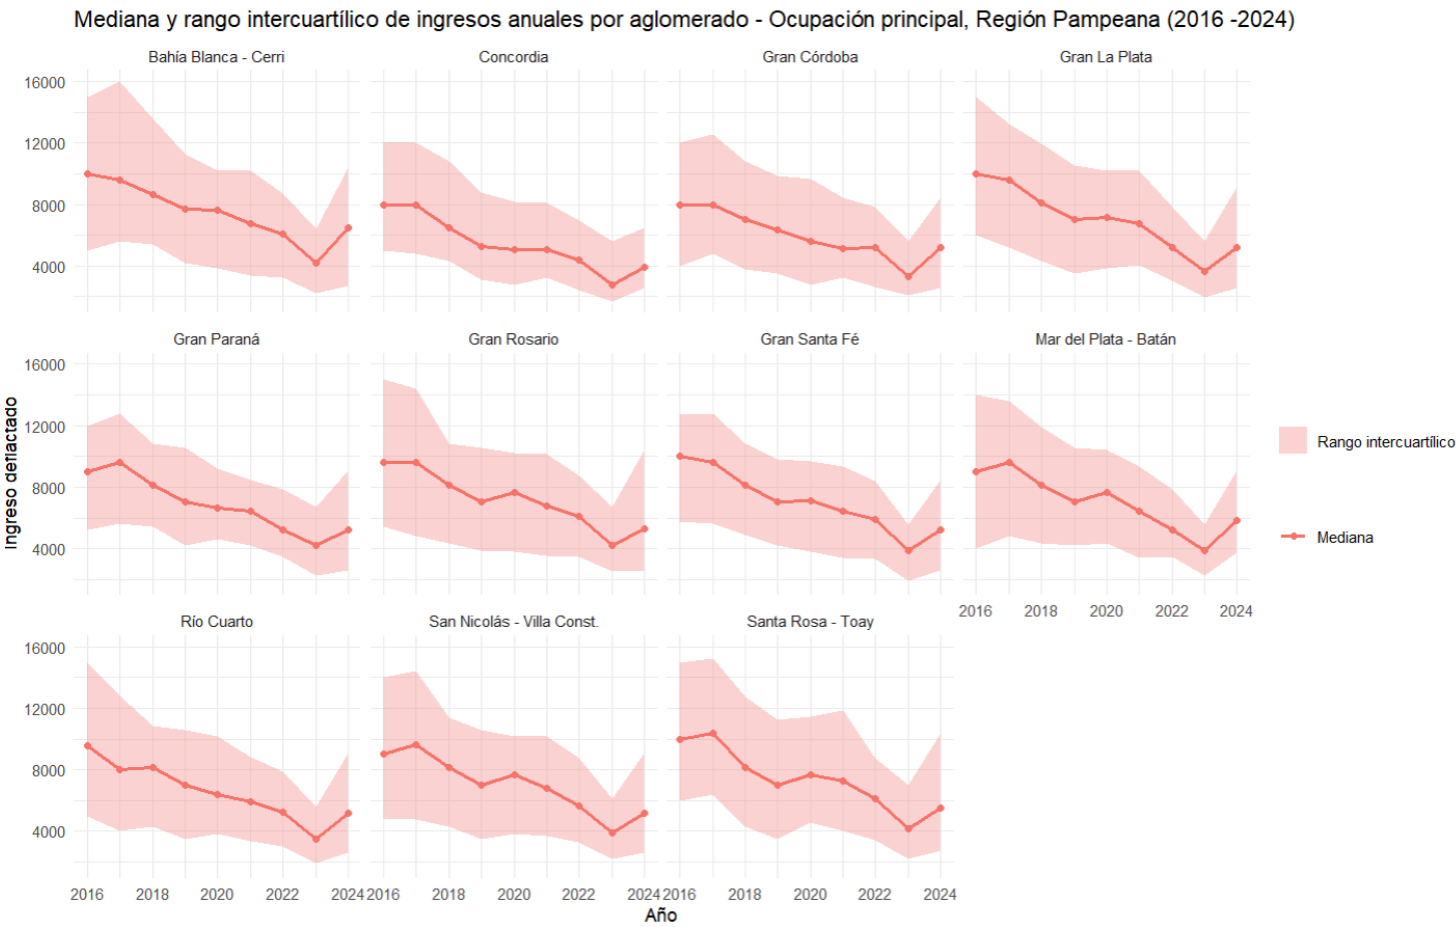 Mediana y rango intercuartílico de ingresos anuales por aglomerado - Ocupación principal, Región Pampeana (2016 -2024)
Bahía Blanca - Cerri
Concordia
Gran Córdoba
Gran La Plata
16000
12000
8000
4000
Gran Paraná
Gran Rosario
Gran Santa Fé
Mar del Plata - Batán
16000
12000
8000
4000
Ingreso deflactado
Rango intercuartílico
Mediana
2016 2018 2020 2022 2024
Río Cuarto
San Nicolás - Villa Const.
Santa Rosa - Toay
16000
12000
8000
4000
2016 2018 2020 2022 2024
2016 2018 2020 2022 2024
2016 2018 2020 2022 2024
Año